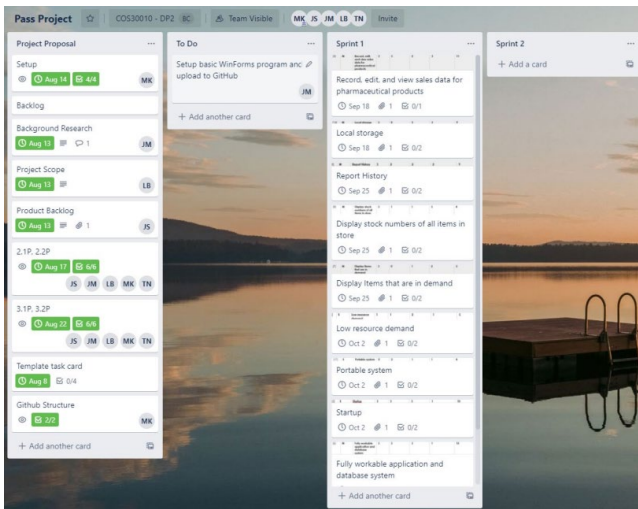 Pass Project
COS30010 - DP2 BC
Team Visible
MK JS JM LB TN
Invite
Project Proposal
Setup
Aug 14 4/4
MK
Backlog
Background Research
Aug 13 1
JM
Project Scope
Aug 13
LB
Product Backlog
Aug 13 1
JS
2.1P, 2.2P
Aug 17 6/6
JS JM LB MK TN
3.1P, 3.2P
Aug 22 6/6
JS JM LB MK TN
Template task card
Aug 8 0/4
Github Structure
2/2
MK
+ Add another card
To Do
Setup basic WinForms program anc
upload to GitHub
JM
+ Add another card
Sprint 1
Record, edit, and view sales data for
pharmaceutical products
Sep 18 1 0/1
Local storage
Sep 18 1 0/2
Report History
Sep 25 1 0/2
Display stock numbers of all items in
store
Sep 25 1 0/2
Display Items that are in demand
Sep 25 1 0/2
Low resource demand
Oct 2 1 0/2
Portable system
Oct 2 1 0/2
Startup
Oct 2 1 0/2
Fully workable application and
database system
+ Add another card
Sprint 2
+ Add a card